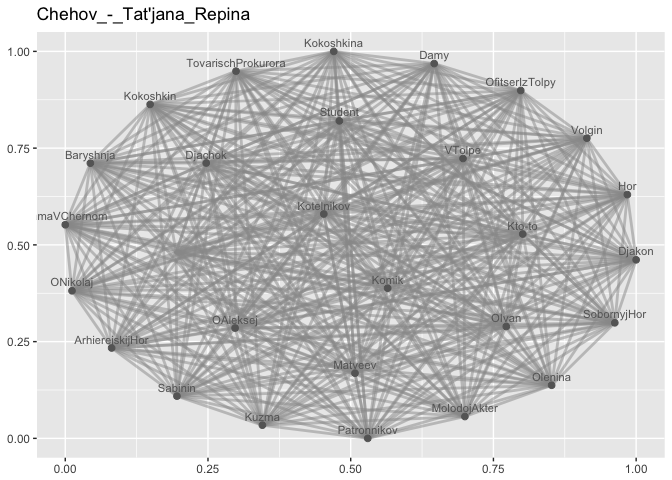 Chehov_-_Tat'jana_Repina
1.00
0.75
0.50
0.25
0.00
Kokoshkina
Damy
TovarischProkurora
OfitserIzTolpy
Kokoshkin
Student
Volgin
Baryshnja
Djachok
VTolpe
Hor
Kotelnikov
maVChernom
Kto-to
Djakon
Komik
ONikolaj
OAleksej
OIvan
SobornyjHor
ArhierejskijHor
Matveev
Olenina
Sabinin
Kuzma
MolodojAkter
Patronnikov
0.00
0.25
0.50
0.75
1.00